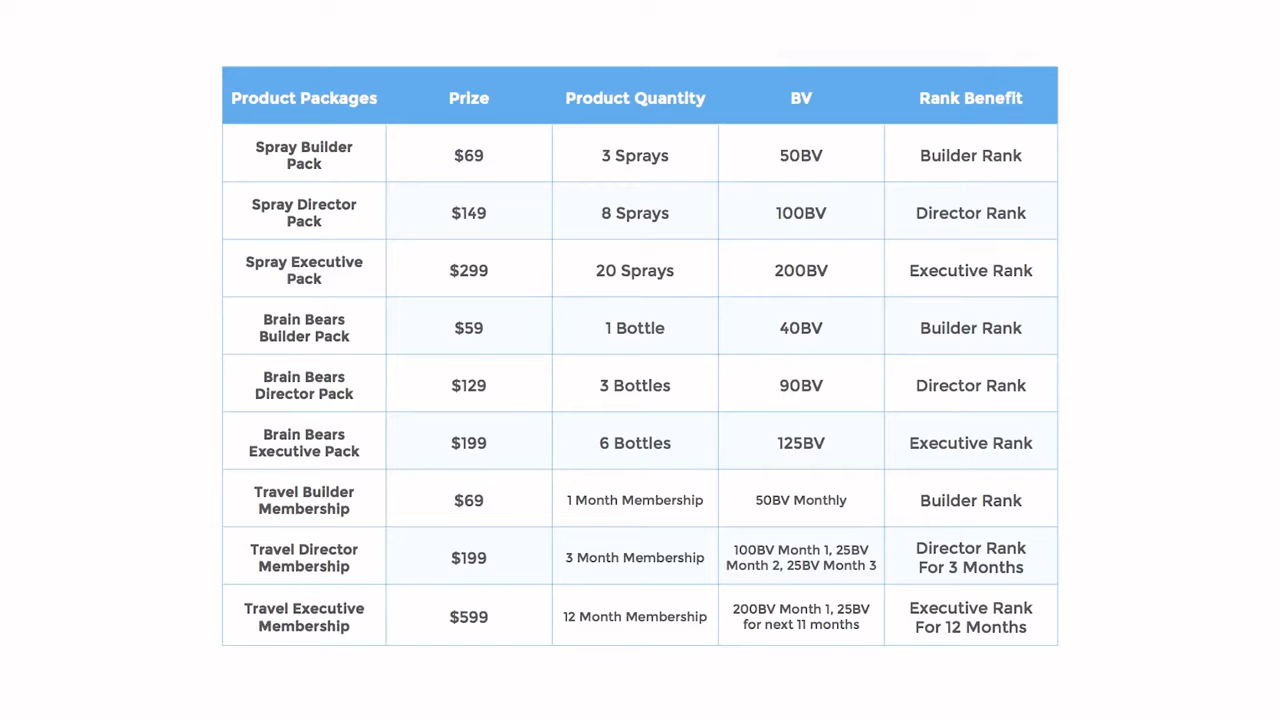 Product Packages Prize Product Quantity BV Rank Benefit
Spray Builder
Pack
$69 3 Sprays 50BV Builder Rank
Spray Director
Pack
$149 8 Sprays 100BV Director Rank
Spray Executive
Pack
$299 20 Sprays 200BV Executive Rank
Brain Bears
Builder Pack
$59 1 Bottle 40BV Builder Rank
Brain Bears
Director Pack
$129 3 Bottles 90BV Director Rank
Brain Bears
Executive Pack
$199 6 Bottles 125BV Executive Rank
Travel Builder
Membership
$69 1 Month Membership 50BV Monthly Builder Rank
Travel Director
Membership
$199 3 Month Membership
100BV Month 1, 25BV
Month 2, 25BV Month 3
Director Rank
For 3 Months
Travel Executive
Membership
$599 12 Month Membership
200BV Month 1, 25BV
for next 11 months
Executive Rank
For 12 Months